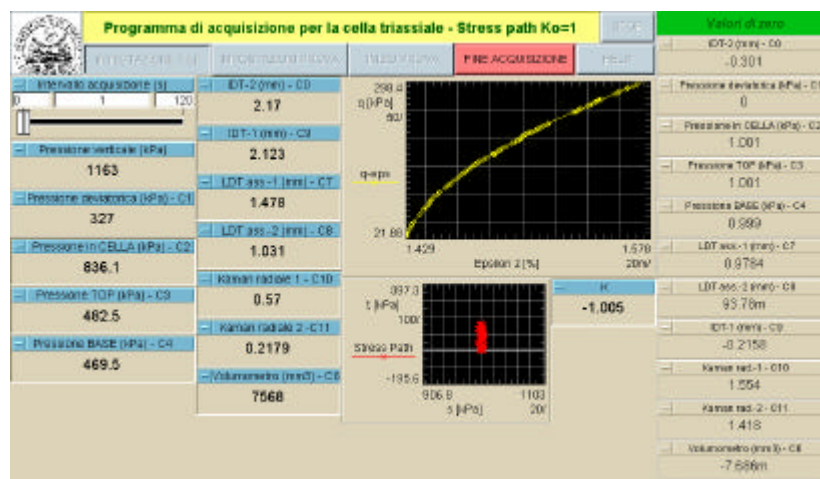 Programma di acquisizione per la cella triassiale - Stress path Ko=1
Valori di zero
FINE ACQUISIZIONE
HELP
Intervallo acquisizione (s)
0 1 120
Pressione verticale (kPa)
1163
Pressione deviatorica (kPa) - C1
327
Pressione in CELLA (kPa) - C2
836.1
Pressione TOP (kPa) - C3
482.5
Pressione BASE (kPa) - C4
469.5
IDT-2 (mm) - C0
2.17
IDT-1 (mm) - C9
2.123
LDT ass -1 (mm) - C7
1.478
LDT ass -2 (mm) - C8
1.031
Kaman radiale 1 - C10
0.57
Kaman radiale 2 - C11
0.2179
Volumometro (mm3) - C6
7568
298.4
q [kPa]
60/
q-eps
21.88
1.429
1.578
Epsilon z [%]
20m/
397.3
t [kPa]
100/
Stress Path
-195.6
906.8
1103
s [kPa]
20/
K
-1.005
IDT-2 (mm) - C0
-0.301
Pressione deviatorica (kPa) - C1
0
Pressione in CELLA (kPa) - C2
1.001
Pressione TOP (kPa) - C3
1.001
Pressione BASE (kPa) - C4
0.999
LDT ass.-1 (mm) - C7
0.9784
LDT ass.-2 (mm) - C8
93.78m
IDT-1 (mm) - C9
-0.2158
Kaman rad.-1 - C10
1.554
Kaman rad.-2 - C11
1.418
Volumometro (mm3) - C6
-7.686m